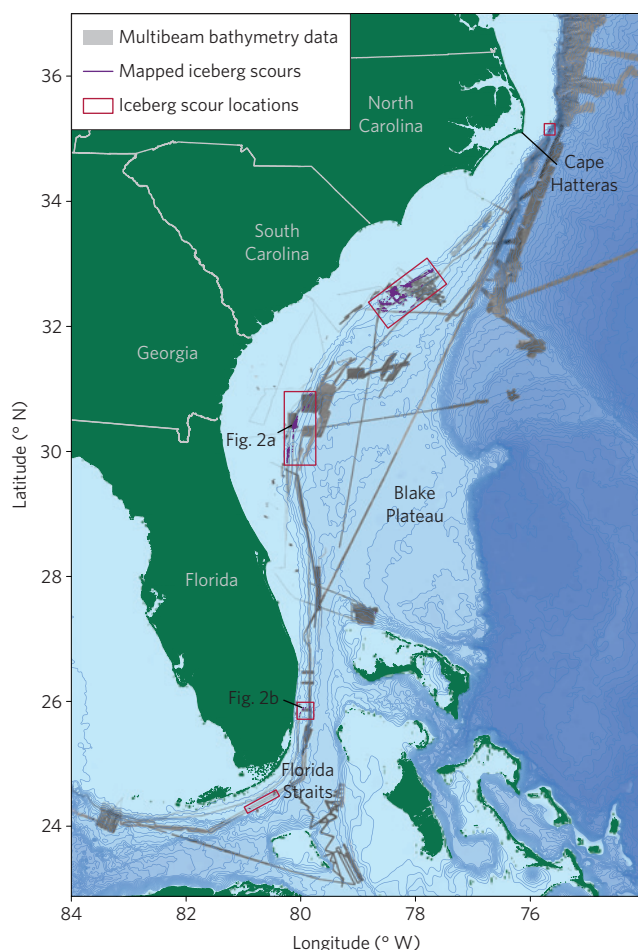 Multibeam bathymetry data
Mapped iceberg scours
Iceberg scour locations
North
Carolina
Cape
Hatteras
South
Carolina
Georgia
Fig. 2a
Blake
Plateau
Florida
Fig. 2b
Florida
Straits
Latitude (° N)
36
34
32
30
28
26
24
84
82
80
78
76
Longitude (° W)